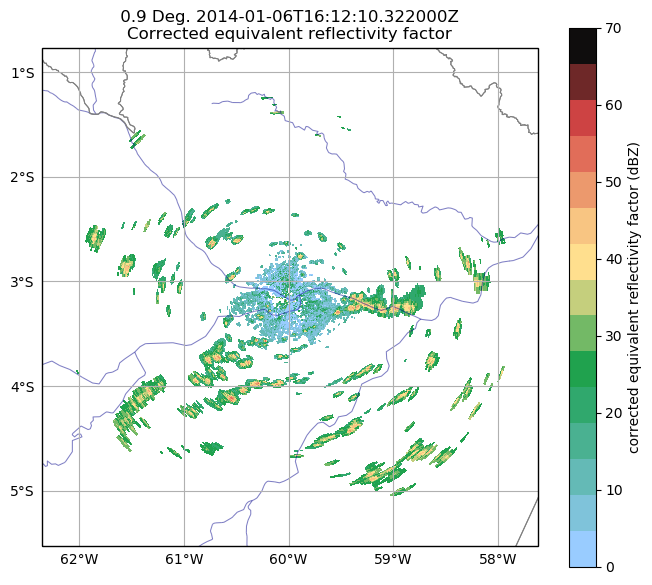 0.9 Deg. 2014-01-06T16:12:10.322000Z
Corrected equivalent reflectivity factor
1°S
2°S
3°S
4°S
5°S
62°W
61°W
60°W
59°W
58°W
70
60
50
40
30
20
10
0
corrected equivalent reflectivity factor (dBZ)